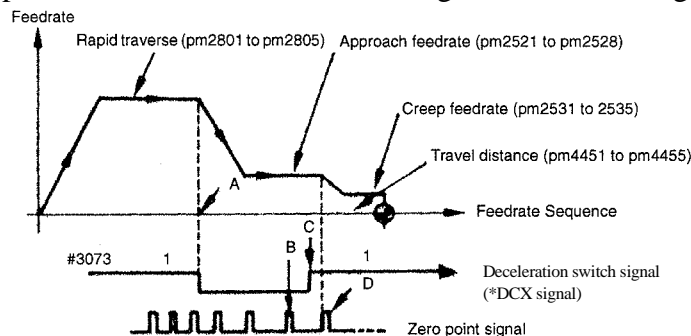 Feedrate
Rapid traverse (pm2801 to pm2805)
Approach feedrate (pm2521 to pm2528)
Creep feedrate (pm2531 to 2535)
Travel distance (pm4451 to pm4455)
A
Feedrate Sequence
C
B
#3073
1
1
D
Deceleration switch signal
(*DCX signal)
Zero point signal